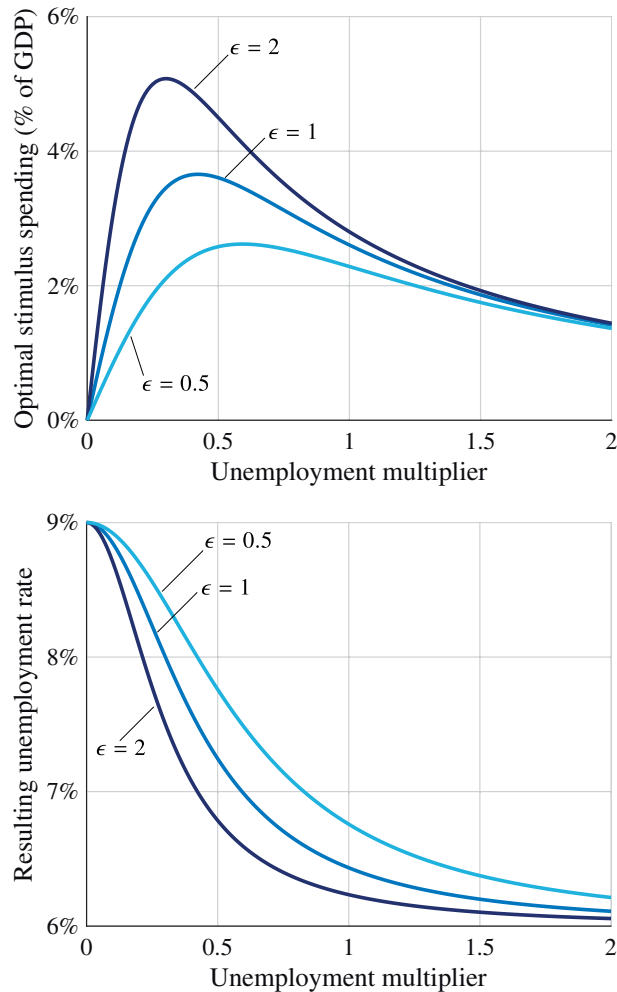 Optimal stimulus spending (% of GDP)
6%
4%
2%
0%
ϵ = 2
ϵ = 1
ϵ = 0.5
0 0.5 1 1.5 2
Unemployment multiplier
Resulting unemployment rate
9%
8%
7%
6%
ϵ = 0.5
ϵ = 1
ϵ = 2
0 0.5 1 1.5 2
Unemployment multiplier